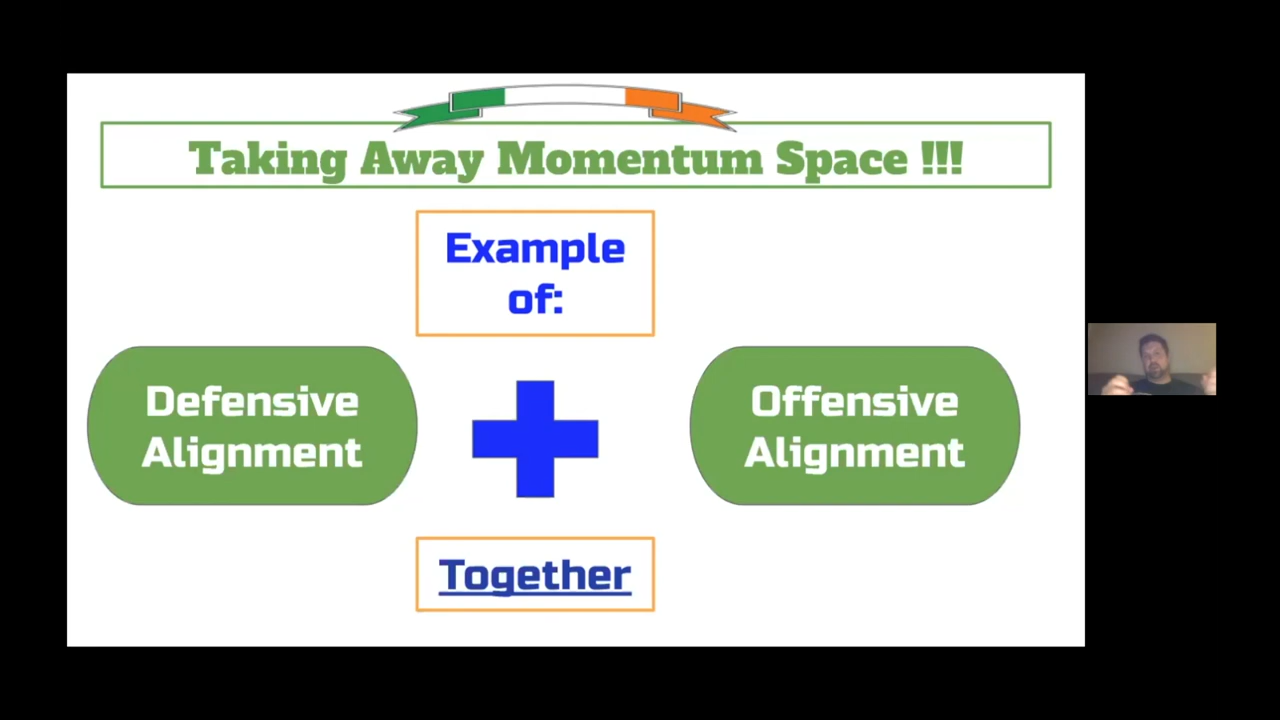 Taking Away Momentum Space !!!
Example
of:
Defensive
Alignment
Offensive
Alignment
Together